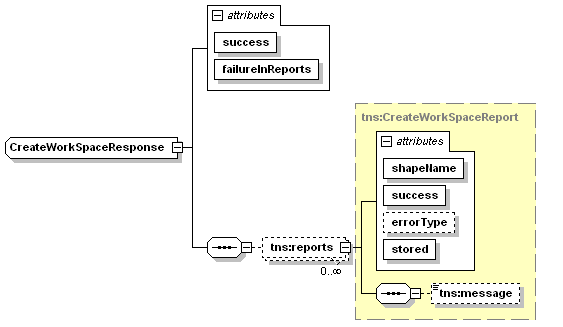 attributes
success
failureInReports
CreateWorkSpaceResponse
tns:CreateWorkSpaceReport
attributes
shapeName
success
errorType
stored
tns:reports
0..∞
tns:message